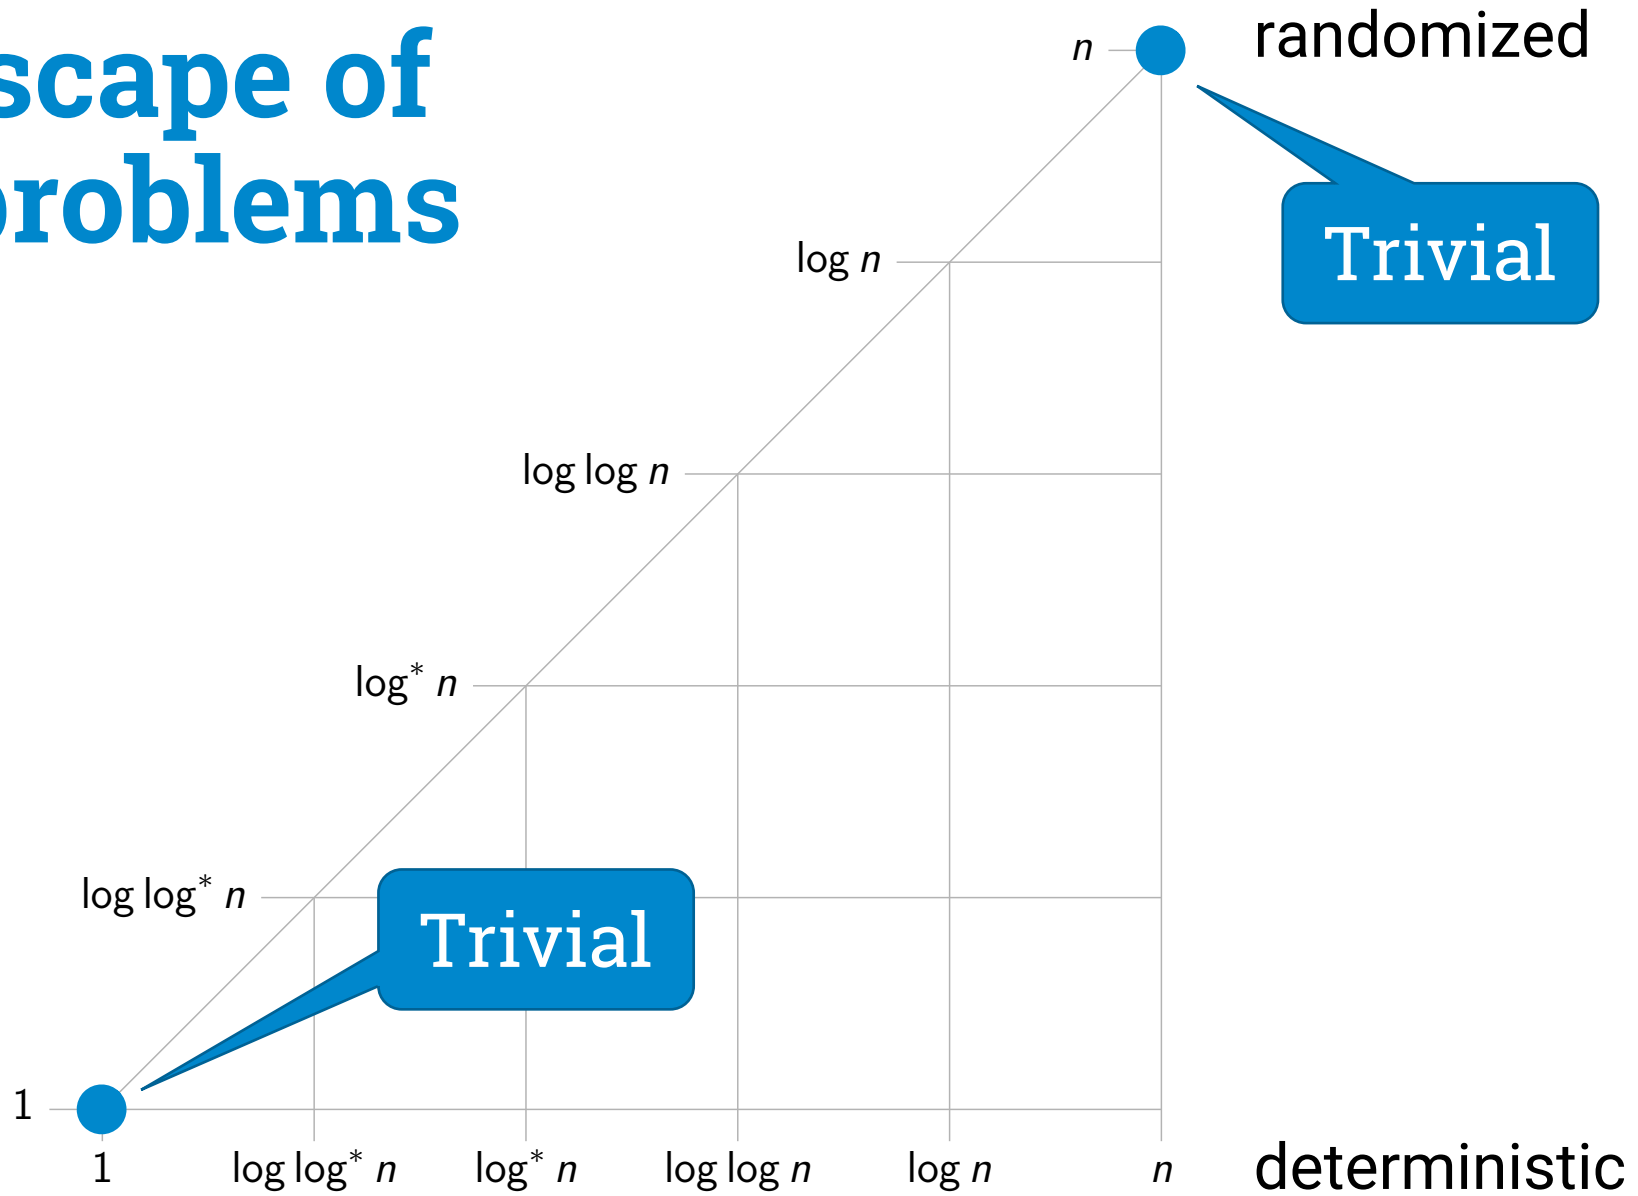 scape of
problems
randomized
n
Trivial
log n
log log n
log* n
log log* n
Trivial
1
1 log log* n log* n log log n log n n
deterministic